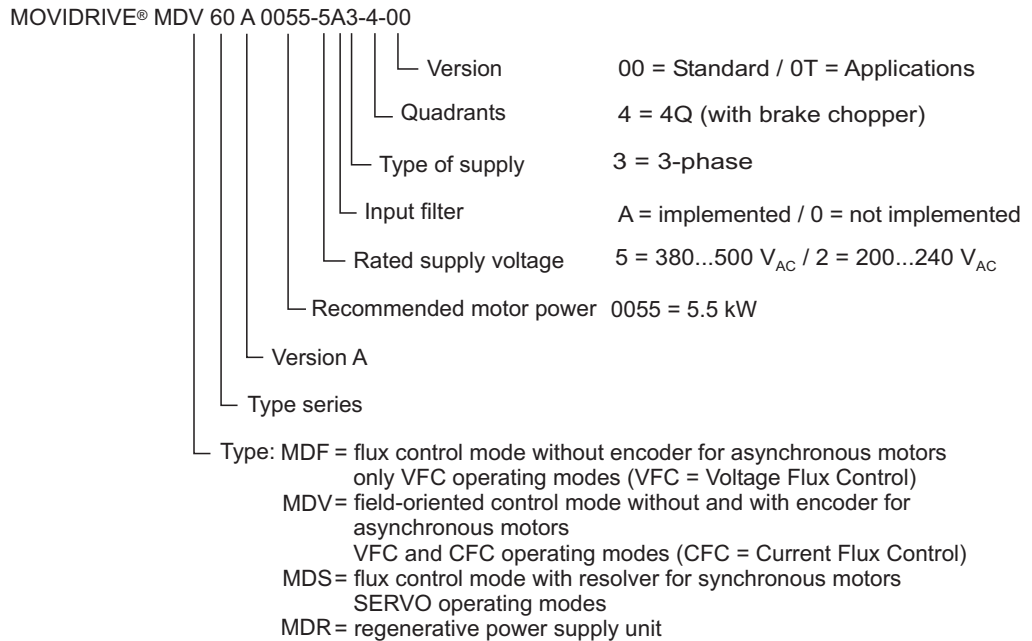 MOVIDRIVE® MDV 60 A 0055-5A3-4-00
Version 00 = Standard / 0T = Applications
Quadrants 4 = 4Q (with brake chopper)
Type of supply 3 = 3-phase
Input filter A = implemented / 0 = not implemented
Rated supply voltage 5 = 380...500 VAC / 2 = 200...240 VAC
Recommended motor power 0055 = 5.5 kW
Version A
Type series
Type: MDF = flux control mode without encoder for asynchronous motors
only VFC operating modes (VFC = Voltage Flux Control)
MDV = field-oriented control mode without and with encoder for
asynchronous motors
VFC and CFC operating modes (CFC = Current Flux Control)
MDS = flux control mode with resolver for synchronous motors
SERVO operating modes
MDR = regenerative power supply unit